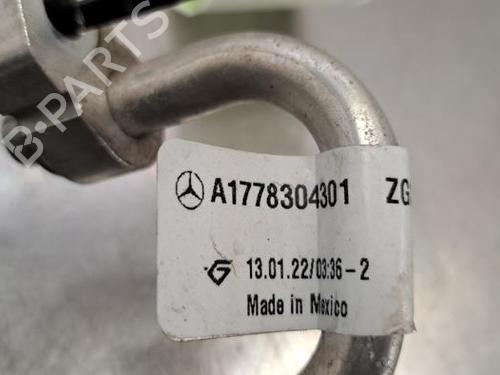 A1778304301 ZG
13.01.22/03:36-2
Made in Mexico
B-PARTS